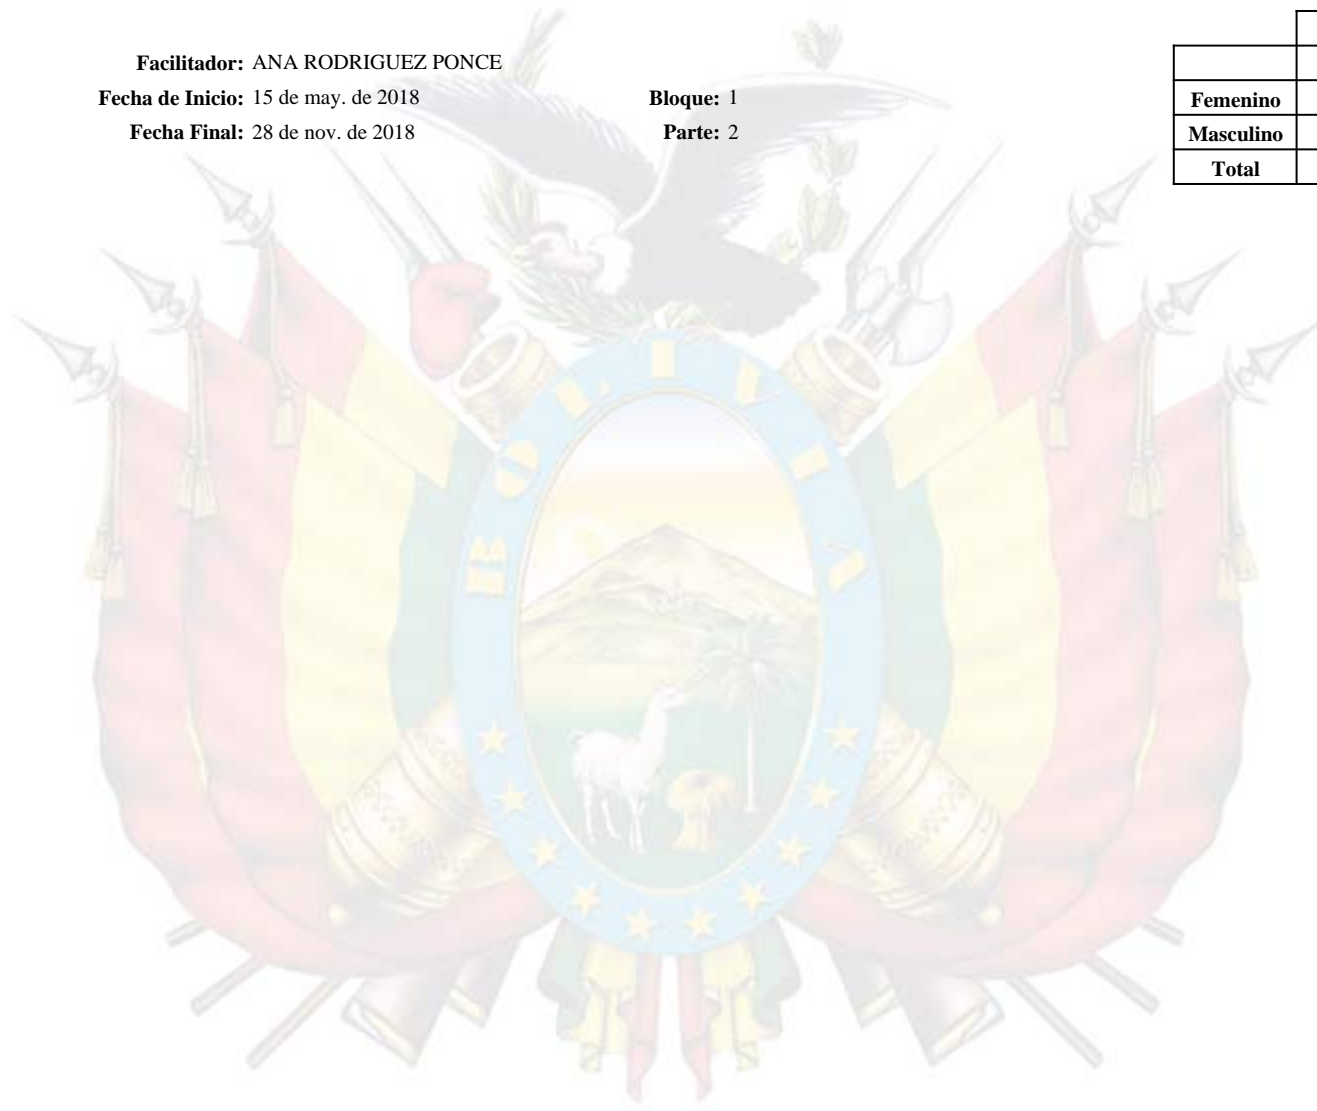 Facilitador: ANA RODRIGUEZ PONCE
Fecha de Inicio: 15 de may. de 2018 Bloque: 1
Fecha Final: 28 de nov. de 2018 Parte: 2
Femenino
Masculino
Total
BOLIVIA